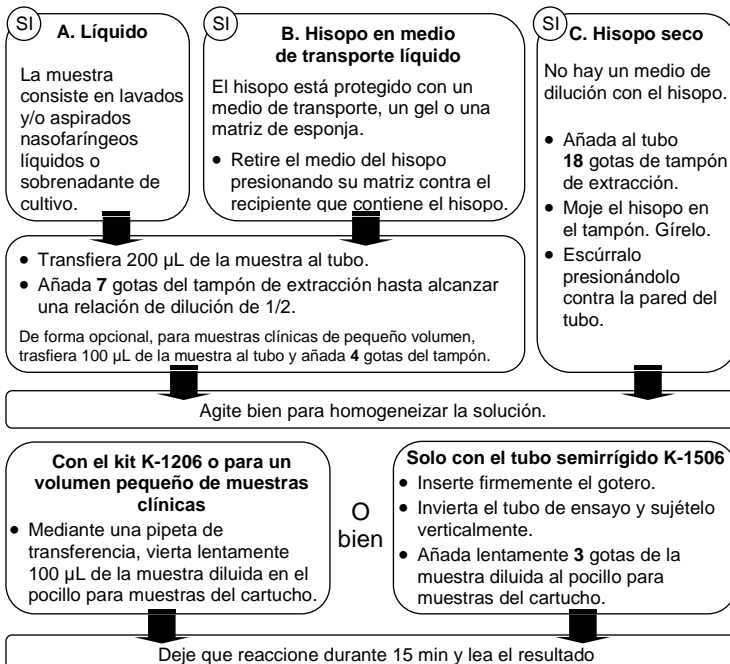 SI
A. Líquido
La muestra
consiste en lavados
y/o aspirados
nasofaríngeos
líquidos o
sobrenadante de
cultivo.
SI
B. Hisopo en medio
de transporte líquido
El hisopo está protegido con un
medio de transporte, un gel o una
matriz de esponja.
• Retire el medio del hisopo
presionando su matriz contra el
recipiente que contiene el hisopo.
SI
C. Hisopo seco
No hay un medio de
dilución con el hisopo.
• Añada al tubo
18 gotas de tampón
de extracción.
• Moje el hisopo en
el tampón. Gírelo.
• Escúrralo
presionándolo
contra la pared del
tubo.
• Transfiera 200 µL de la muestra al tubo.
• Añada 7 gotas del tampón de extracción hasta alcanzar
una relación de dilución de 1/2.
De forma opcional, para muestras clínicas de pequeño volumen,
trasfiera 100 µL de la muestra al tubo y añada 4 gotas del tampón.
Agite bien para homogeneizar la solución.
Con el kit K-1206 o para un
volumen pequeño de muestras
clínicas
• Mediante una pipeta de
transferencia, vierta lentamente
100 µL de la muestra diluida en el
pocillo para muestras del cartucho.
O
bien
Solo con el tubo semirrígido K-1506
• Inserte firmemente el gotero.
• Invierta el tubo de ensayo y sujételo
verticalmente.
• Añada lentamente 3 gotas de la
muestra diluida al pocillo para
muestras del cartucho.
Deje que reaccione durante 15 min y lea el resultado